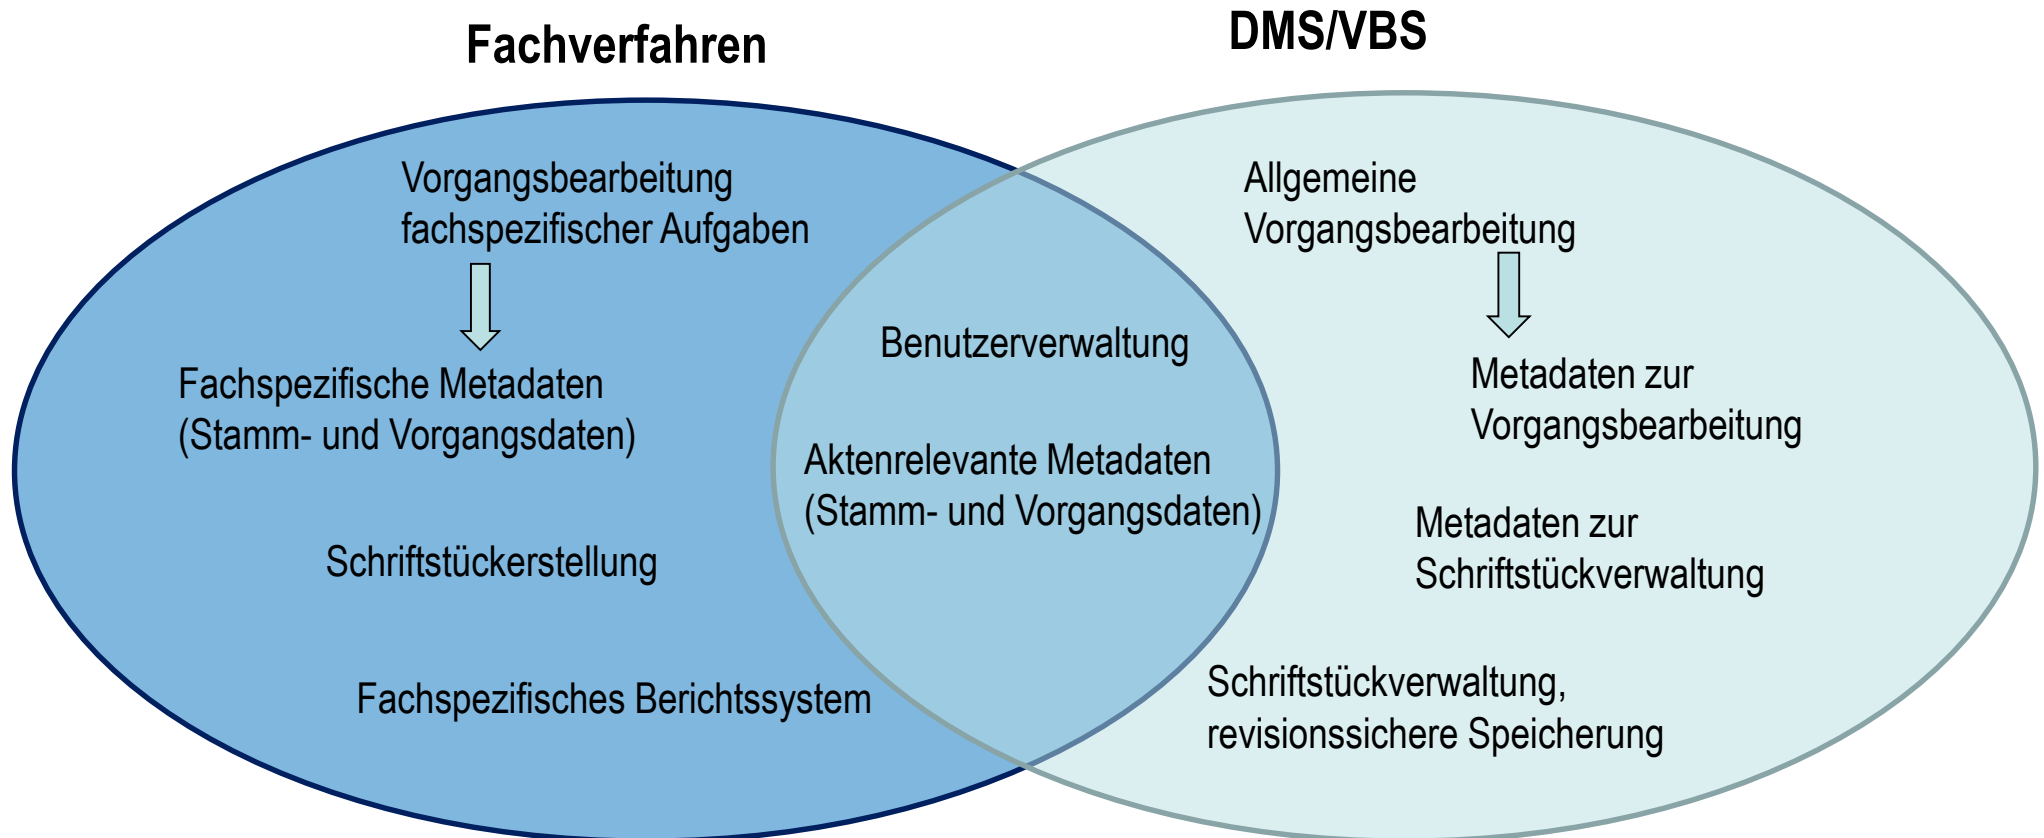 Fachverfahren
DMS/VBS
Vorgangsbearbeitung
fachspezifischer Aufgaben
Fachspezifische Metadaten
(Stamm- und Vorgangsdaten)
Schriftstückerstellung
Fachspezifisches Berichtssystem
Benutzerverwaltung
Aktenrelevante Metadaten
(Stamm- und Vorgangsdaten)
Allgemeine
Vorgangsbearbeitung
Metadaten zur
Vorgangsbearbeitung
Metadaten zur
Schriftstückverwaltung
Schriftstückverwaltung,
revisionssichere Speicherung